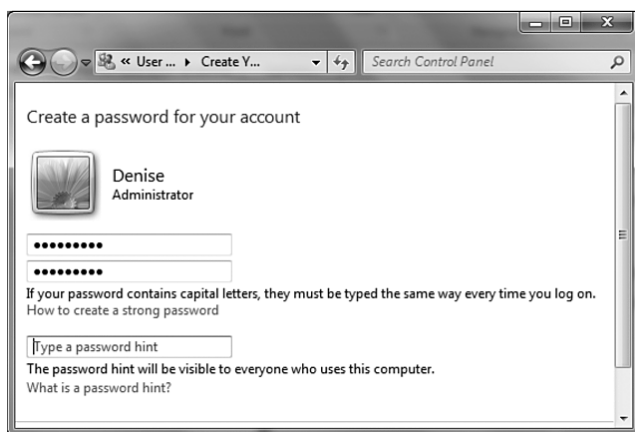 « User ... ▸ Create Y...
Search Control Panel
Create a password for your account
Denise
Administrator
●●●●●●●●●
●●●●●●●●●
If your password contains capital letters, they must be typed the same way every time you log on.
How to create a strong password
Type a password hint
The password hint will be visible to everyone who uses this computer.
What is a password hint?